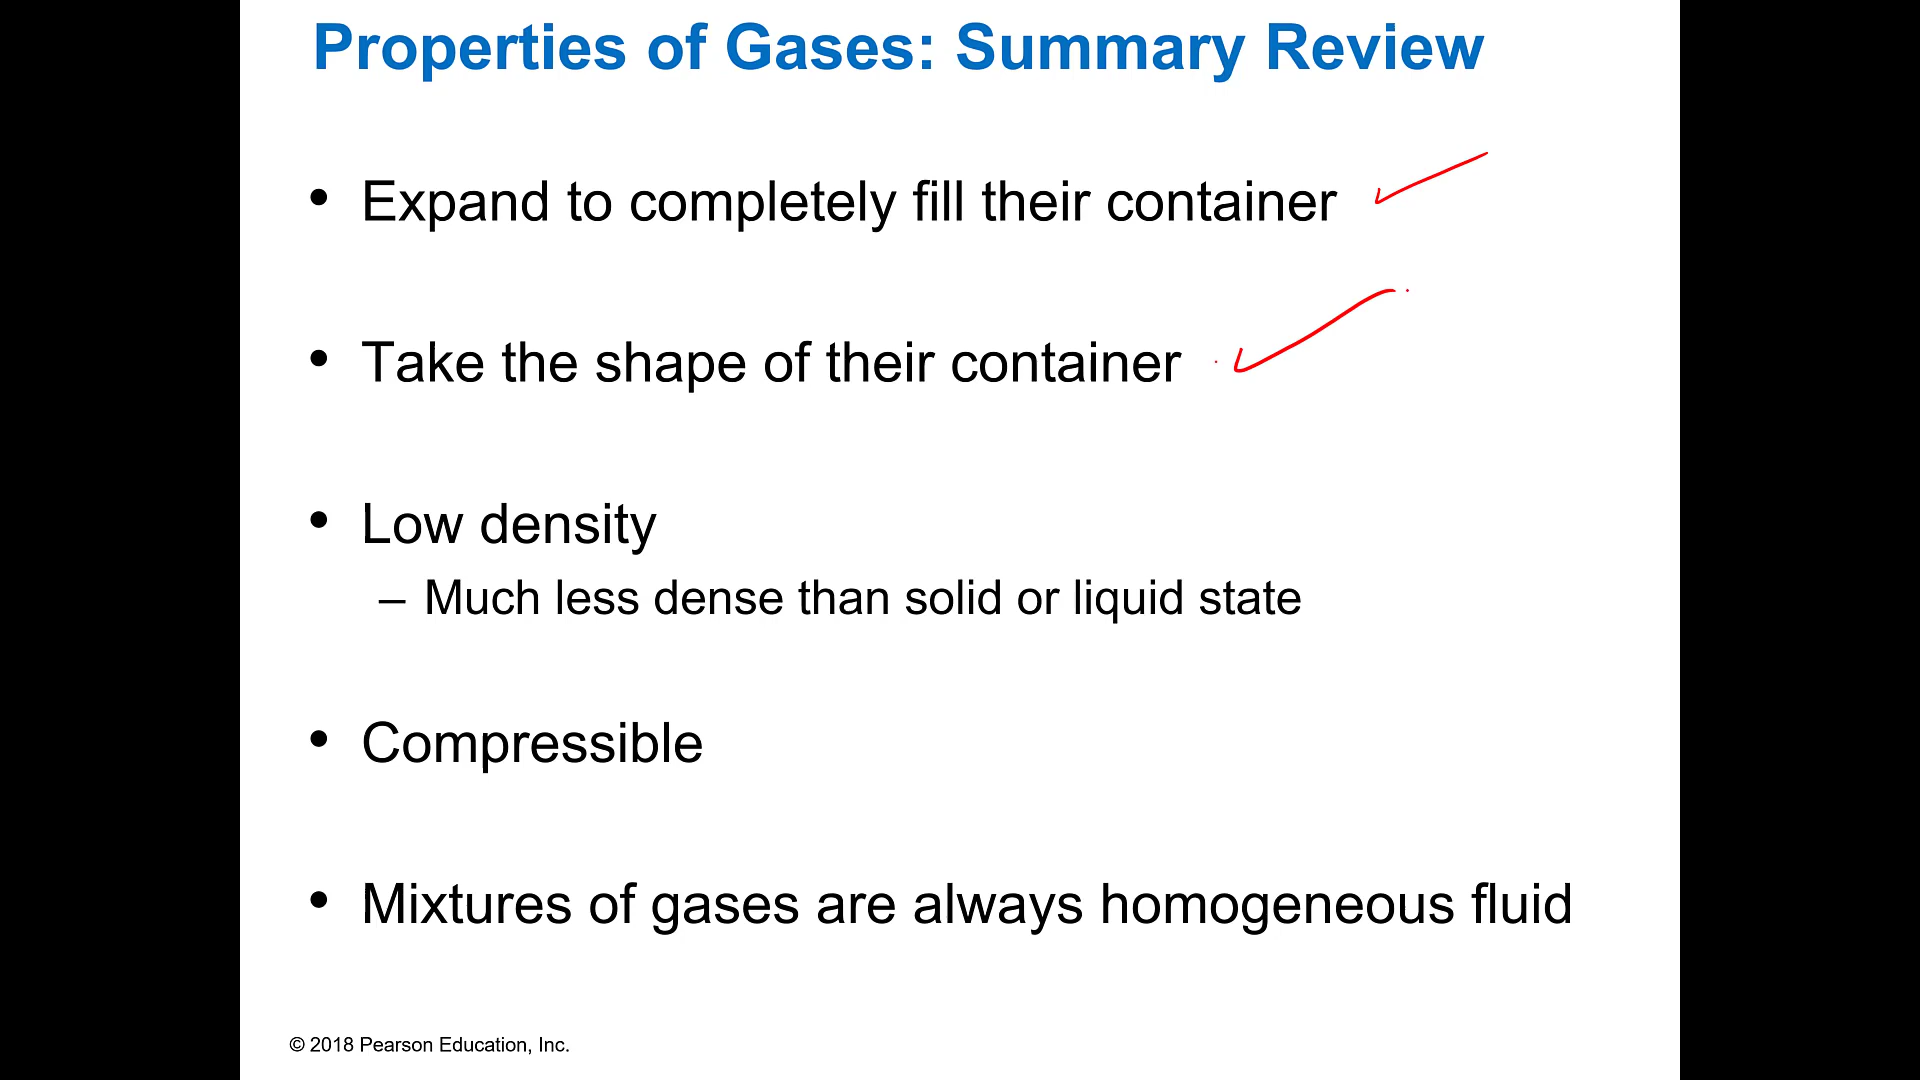 Properties of Gases: Summary Review
• Expand to completely fill their container
• Take the shape of their container
• Low density
– Much less dense than solid or liquid state
• Compressible
• Mixtures of gases are always homogeneous fluid
© 2018 Pearson Education, Inc.